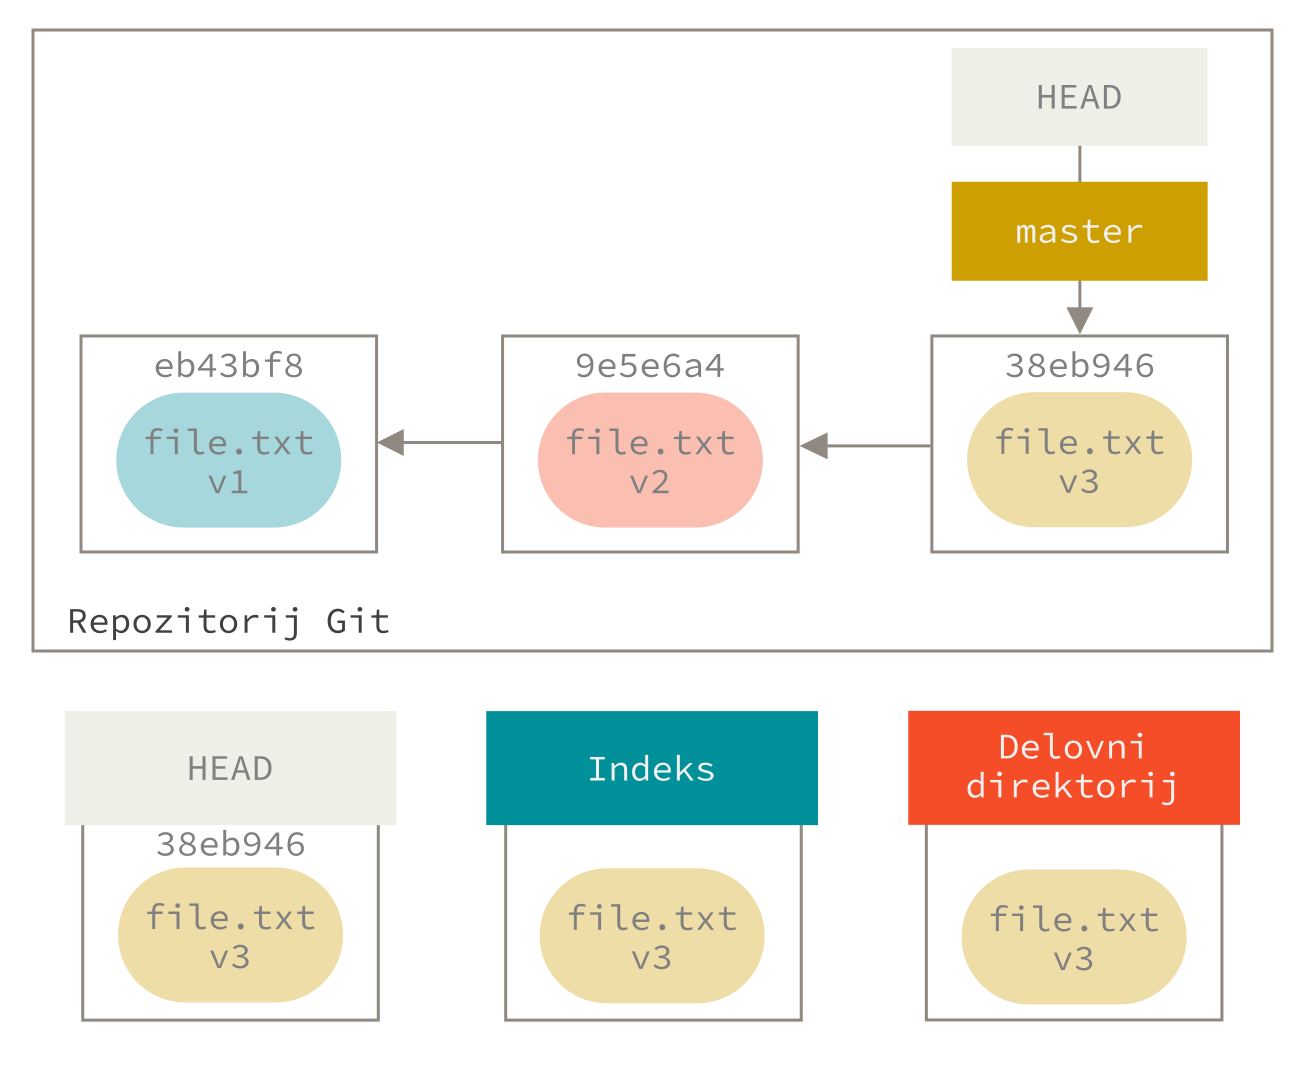 HEAD
master
eb43bf8
file.txt
v1
9e5e6a4
file.txt
v2
38eb946
file.txt
v3
Repozitorij Git
HEAD
38eb946
file.txt
v3
Indeks
file.txt
v3
Delovni
direktorij
file.txt
v3